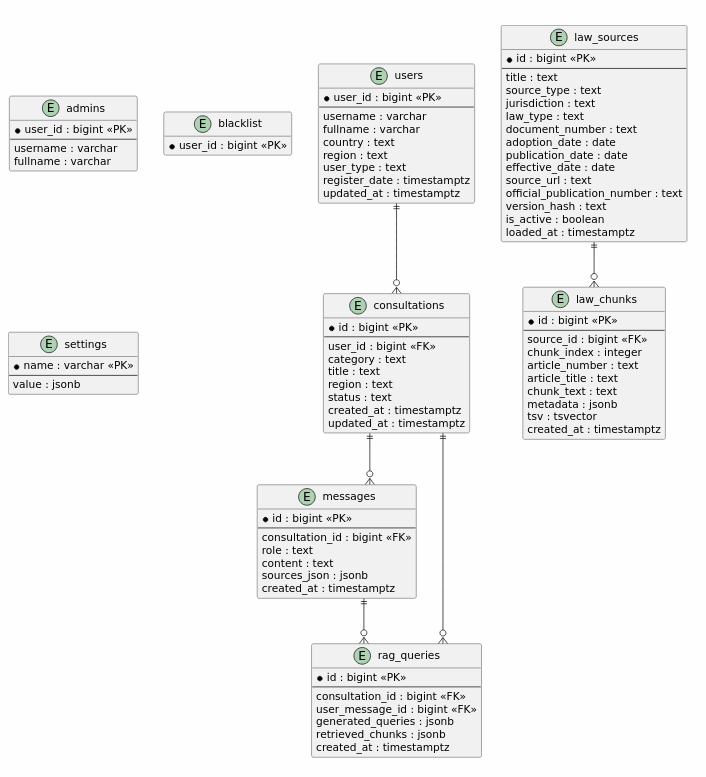 E admins
● user_id : bigint «PK»
username : varchar
fullname : varchar
E blacklist
● user_id : bigint «PK»
E users
● user_id : bigint «PK»
username : varchar
fullname : varchar
country : text
region : text
user_type : text
register_date : timestamptz
updated_at : timestamptz
E law_sources
● id : bigint «PK»
title : text
source_type : text
jurisdiction : text
law_type : text
document_number : text
adoption_date : date
publication_date : date
effective_date : date
source_url : text
official_publication_number : text
version_hash : text
is_active : boolean
loaded_at : timestamptz
E settings
● name : varchar «PK»
value : jsonb
E consultations
● id : bigint «PK»
user_id : bigint «FK»
category : text
title : text
region : text
status : text
created_at : timestamptz
updated_at : timestamptz
E law_chunks
● id : bigint «PK»
source_id : bigint «FK»
chunk_index : integer
article_number : text
article_title : text
chunk_text : text
metadata : jsonb
tsv : tsvector
created_at : timestamptz
E messages
● id : bigint «PK»
consultation_id : bigint «FK»
role : text
content : text
sources_json : jsonb
created_at : timestamptz
E rag_queries
● id : bigint «PK»
consultation_id : bigint «FK»
user_message_id : bigint «FK»
generated_queries : jsonb
retrieved_chunks : jsonb
created_at : timestamptz